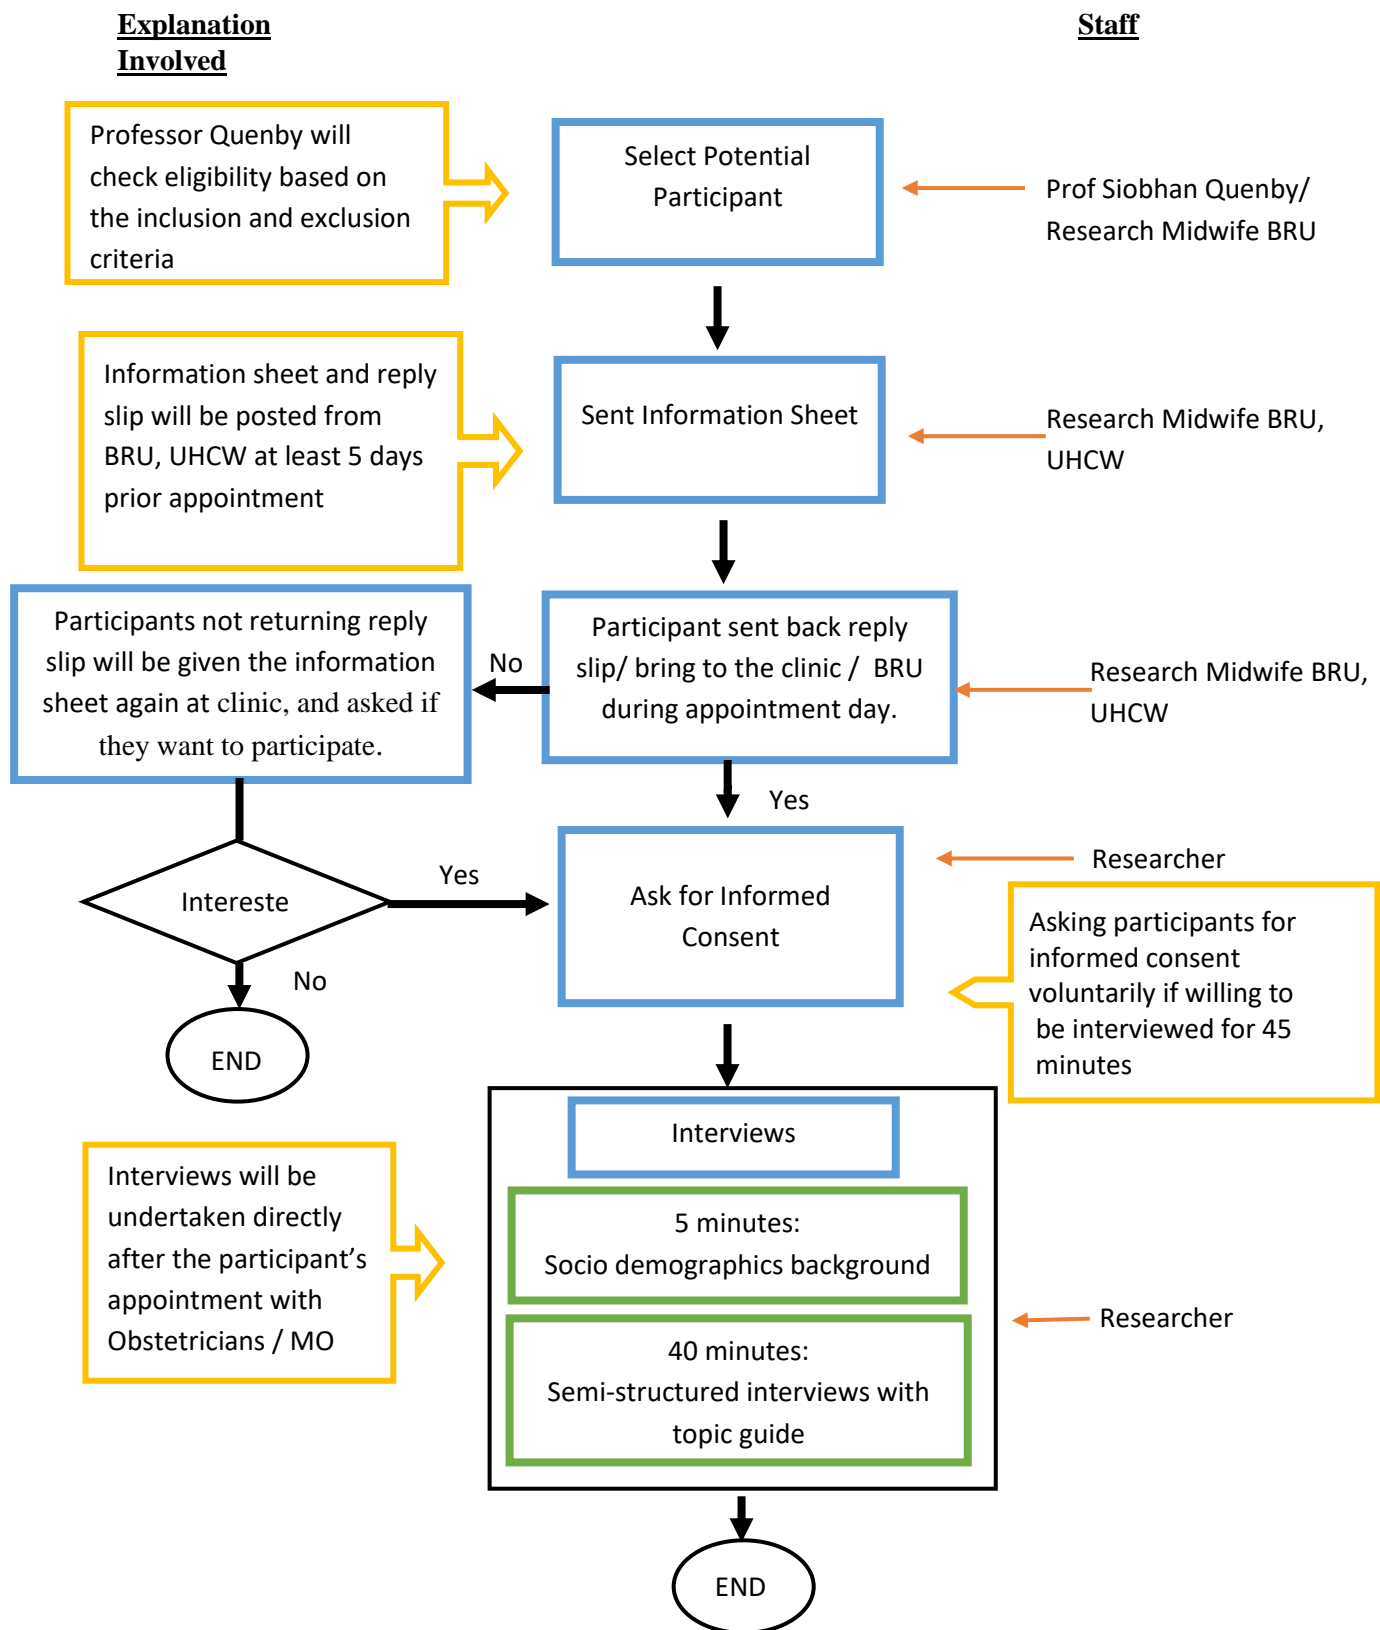 Explanation
Involved
Staff
Professor Quenby will
check eligibility based on
the inclusion and exclusion
criteria
Select Potential
Participant
Prof Siobhan Quenby/
Research Midwife BRU
Information sheet and reply
slip will be posted from
BRU, UHCW at least 5 days
prior appointment
Sent Information Sheet
Research Midwife BRU,
UHCW
Participants not returning reply
slip will be given the information
sheet again at clinic, and asked if
they want to participate.
No
Participant sent back reply
slip/ bring to the clinic / BRU
during appointment day.
Research Midwife BRU,
UHCW
Yes
Intereste
Yes
No
END
Ask for Informed
Consent
Researcher
Asking participants for
informed consent
voluntarily if willing to
be interviewed for 45
minutes
Interviews will be
undertaken directly
after the participant’s
appointment with
Obstetricians / MO
Interviews
5 minutes:
Socio demographics background
40 minutes:
Semi-structured interviews with
topic guide
Researcher
END